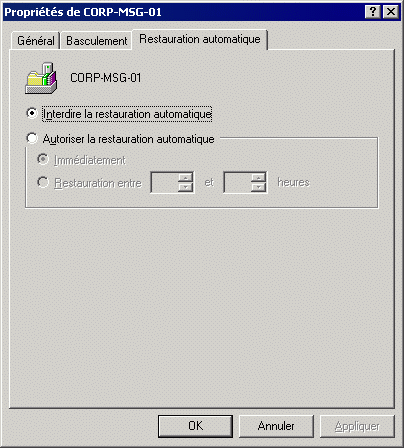 Propriétés de CORP-MSG-01
Général Basculement Restauration automatique
CORP-MSG-01
Interdire la restauration automatique
Autoriser la restauration automatique
Immédiatement
Restauration entre et heures
OK Annuler Appliquer